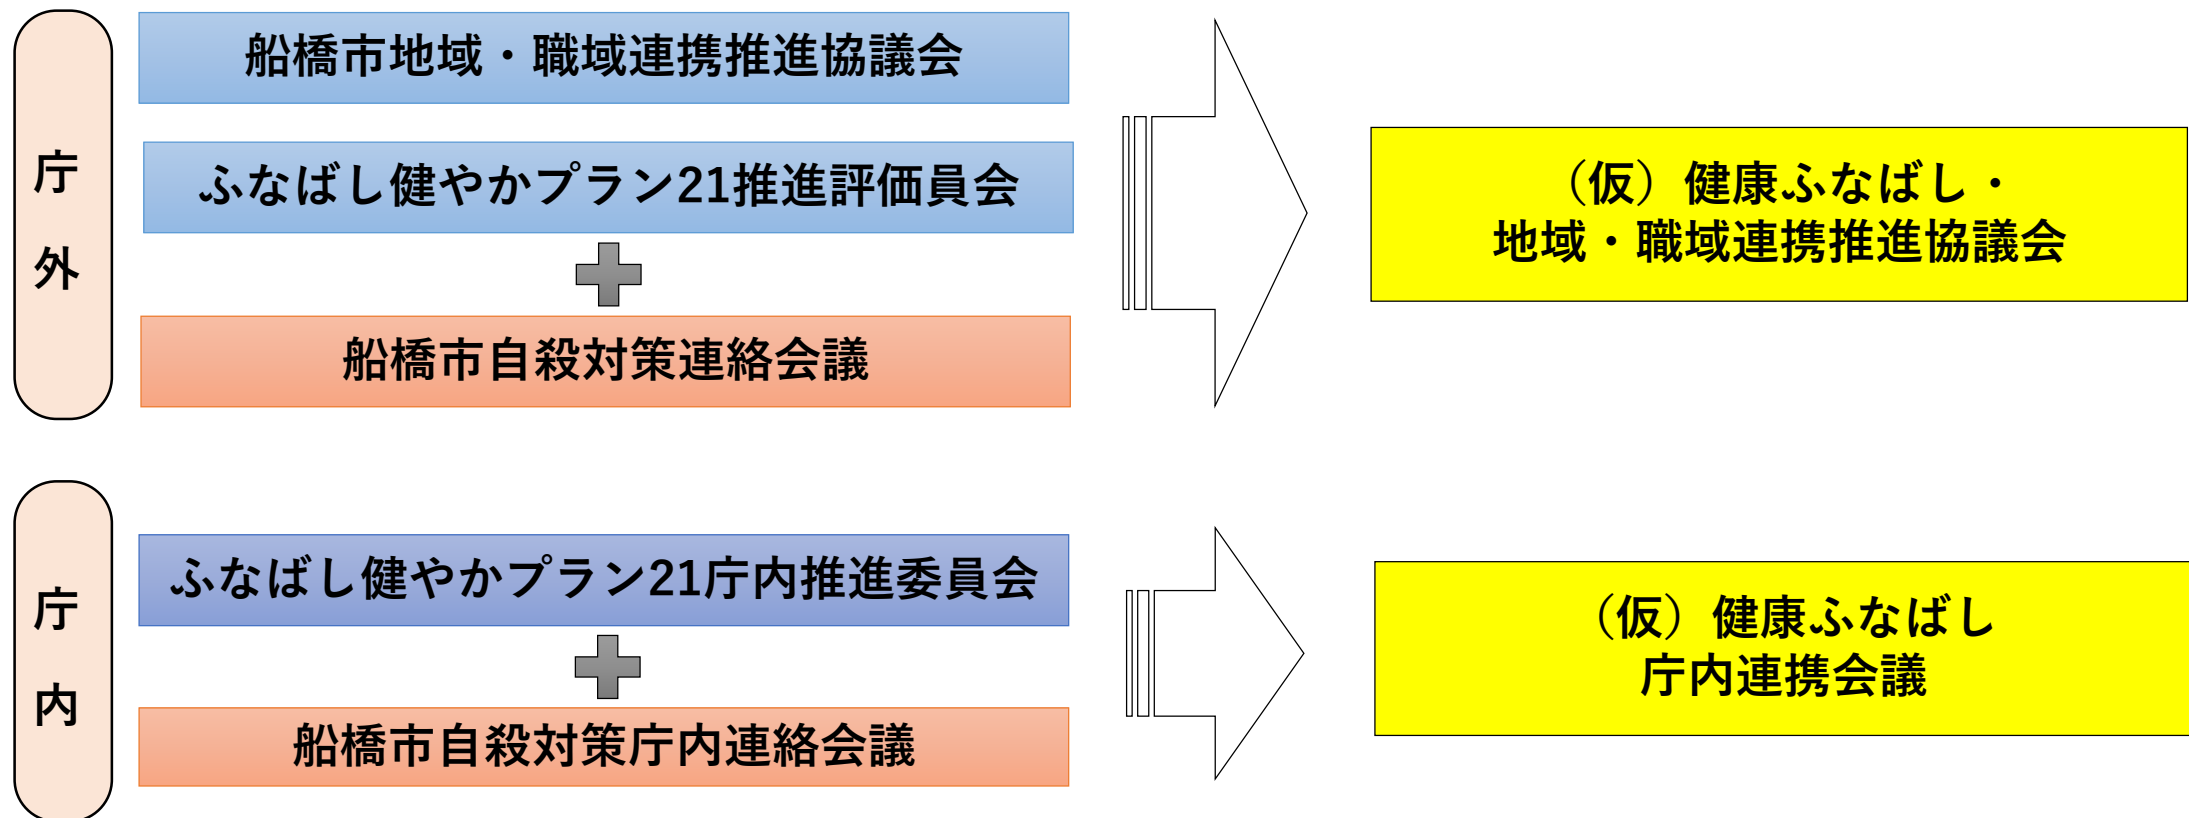 庁外
船橋市地域・職域連携推進協議会
ふなばし健やかプラン21推進評価員会
船橋市自殺対策連絡会議
（仮）健康ふなばし・
地域・職域連携推進協議会
庁内
ふなばし健やかプラン21庁内推進委員会
船橋市自殺対策庁内連絡会議
（仮）健康ふなばし
庁内連携会議